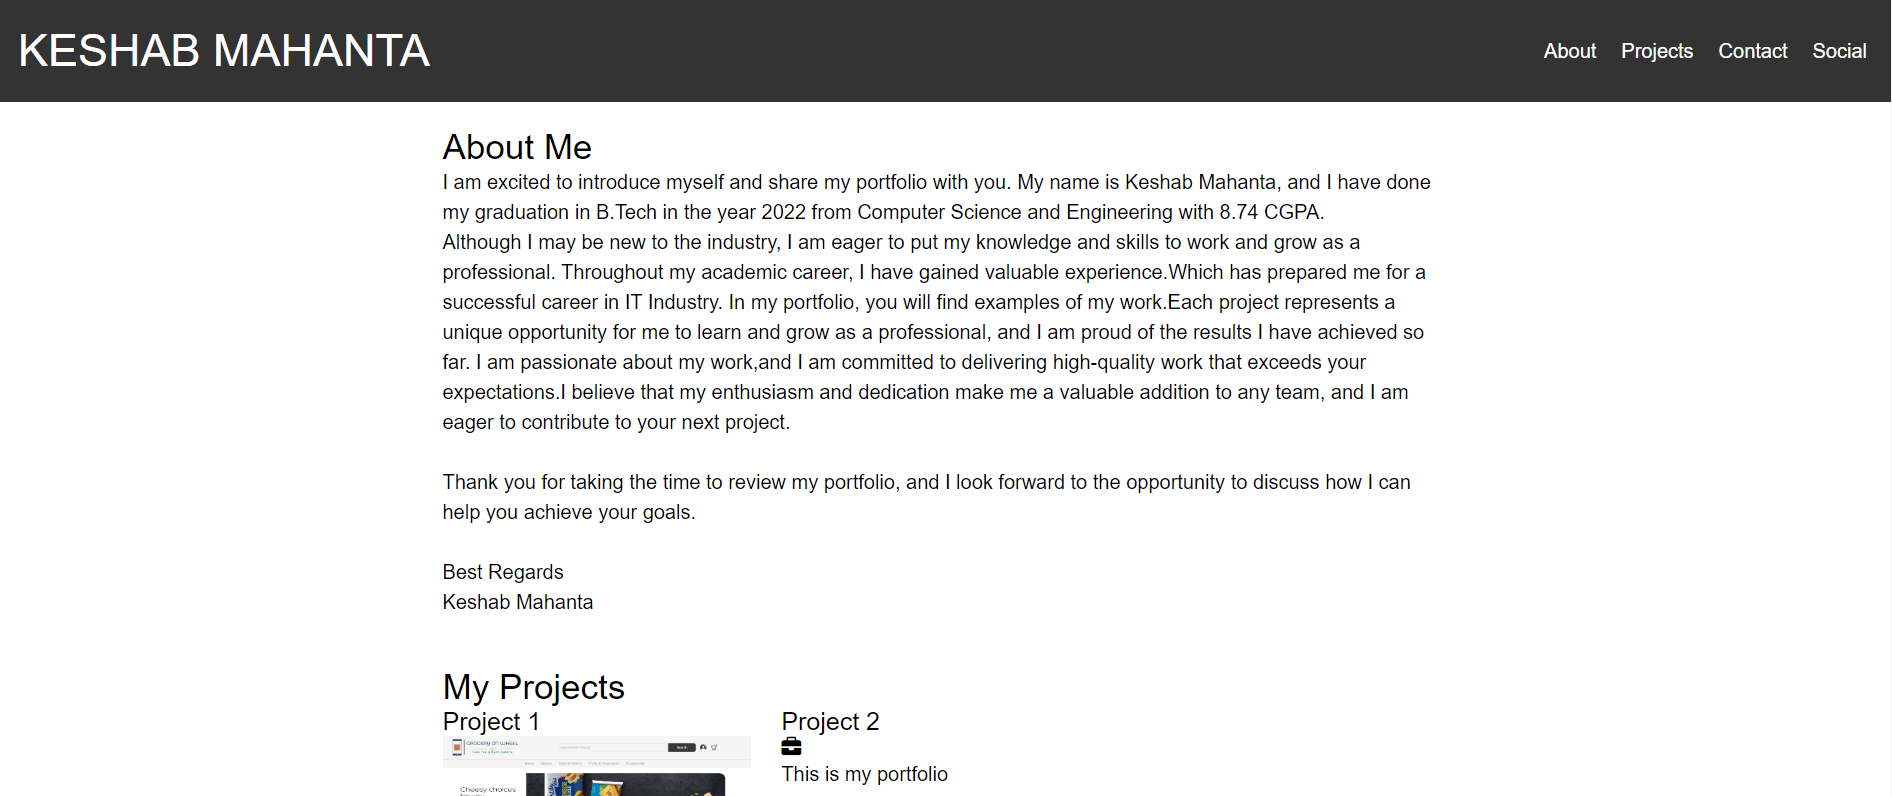 KESHAB MAHANTA
About Projects Contact Social
About Me
I am excited to introduce myself and share my portfolio with you. My name is Keshab Mahanta, and I have done
my graduation in B.Tech in the year 2022 from Computer Science and Engineering with 8.74 CGPA.
Although I may be new to the industry, I am eager to put my knowledge and skills to work and grow as a
professional. Throughout my academic career, I have gained valuable experience.Which has prepared me for a
successful career in IT Industry. In my portfolio, you will find examples of my work.Each project represents a
unique opportunity for me to learn and grow as a professional, and I am proud of the results I have achieved so
far. I am passionate about my work,and I am committed to delivering high-quality work that exceeds your
expectations.I believe that my enthusiasm and dedication make me a valuable addition to any team, and I am
eager to contribute to your next project.
Thank you for taking the time to review my portfolio, and I look forward to the opportunity to discuss how I can
help you achieve your goals.
Best Regards
Keshab Mahanta
My Projects
Project 1
GROCERY ON WHEEL
Search
Cheesy choices
Project 2
This is my portfolio